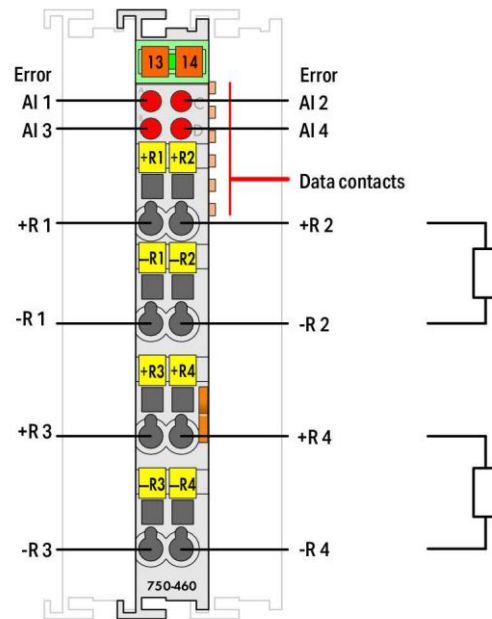 13 14
Error Error
AI 1 A C AI 2
AI 3 D AI 4
+R1 +R2
Data contacts
+R 1 +R 2
–R1 –R2
-R 1 -R 2
+R3 +R4
+R 3 +R 4
–R3 –R4
-R 3 -R 4
750-460